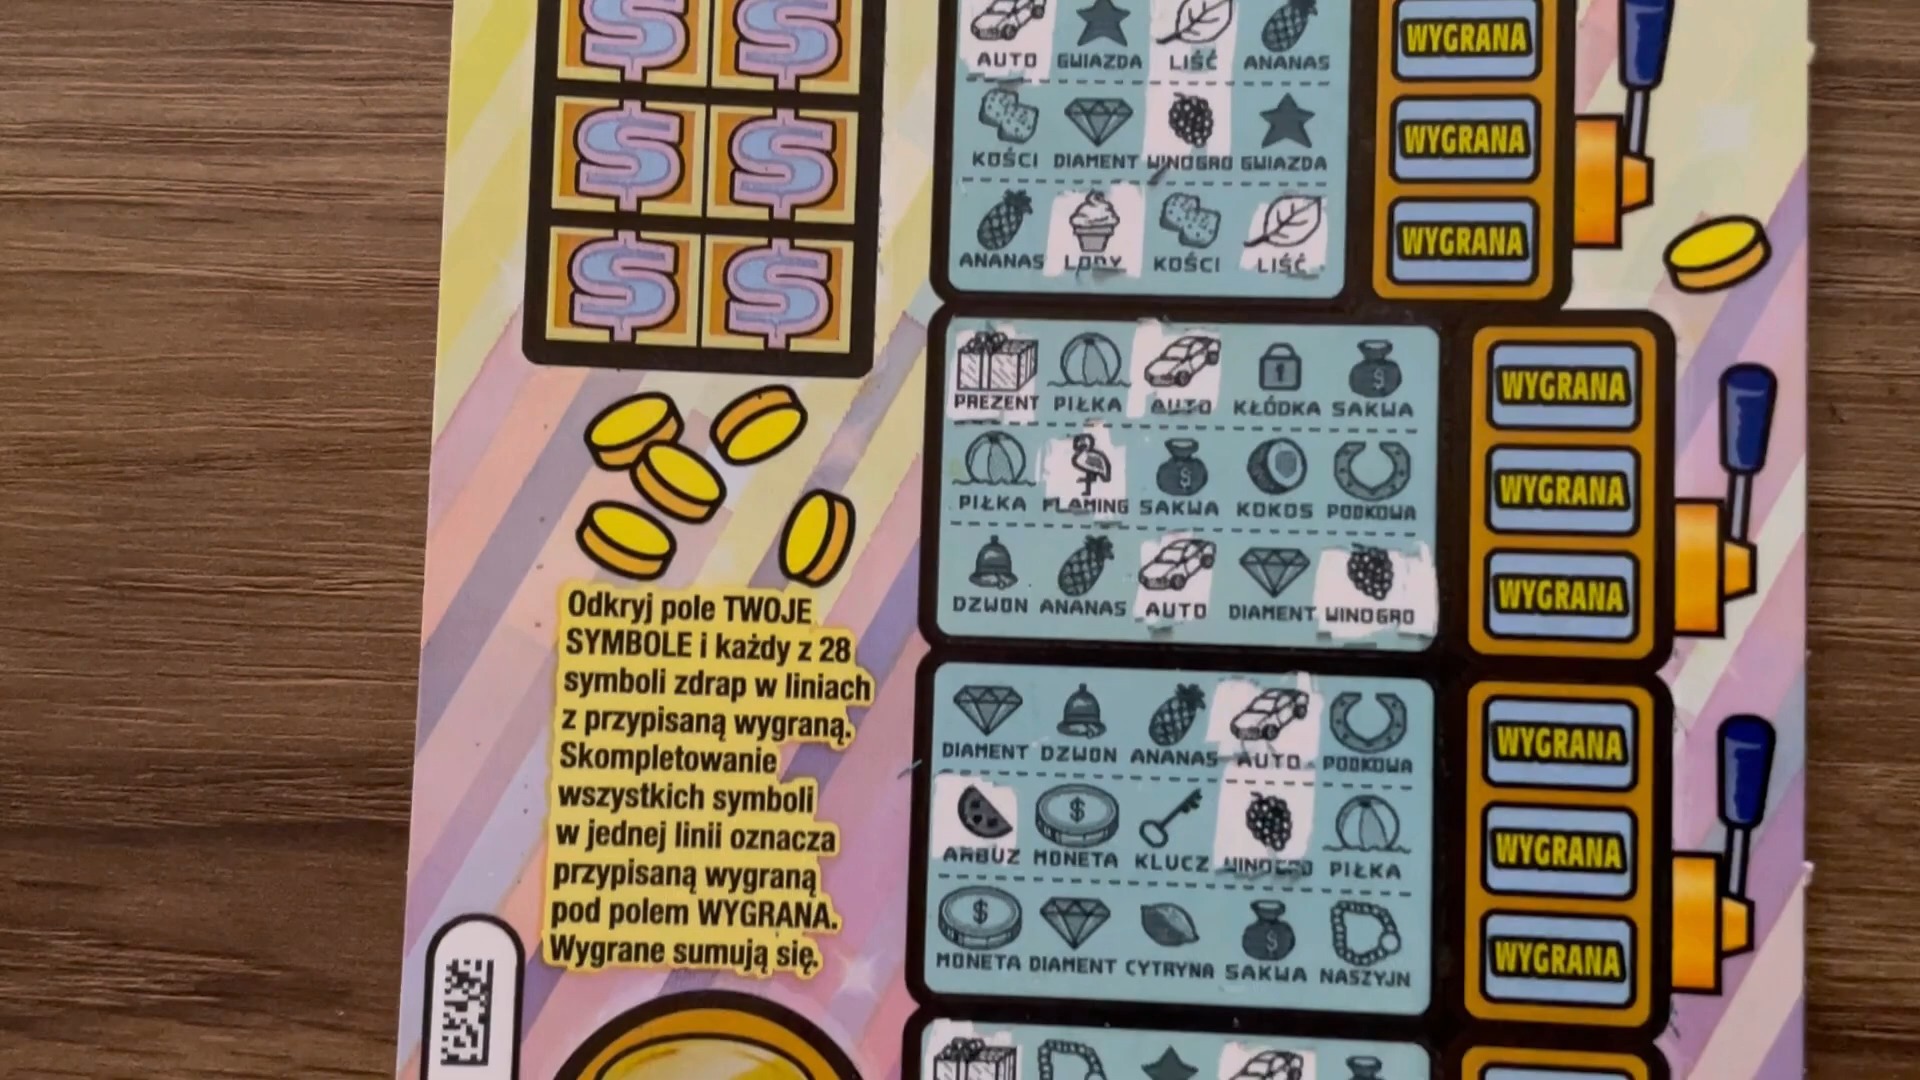 AUTO GWIAZDA LIŚĆ ANANAS
WYGRANA
KOŚCI DIAMENT WINOGRO GWIAZDA
WYGRANA
ANANAS LODY KOŚCI LIŚĆ
WYGRANA
PREZENT PIŁKA AUTO KŁÓDKA SAKWA
WYGRANA
PIŁKA FLAMING SAKWA KOKOS PODKOWA
WYGRANA
DZWON ANANAS AUTO DIAMENT WINOGRO
WYGRANA
Odkryj pole TWOJE
SYMBOLE i każdy z 28
symboli zdrap w liniach
z przypisaną wygraną.
Skompletowanie
wszystkich symboli
w jednej linii oznacza
przypisaną wygraną
pod polem WYGRANA.
Wygrane sumują się.
DIAMENT DZWON ANANAS AUTO PODKOWA
WYGRANA
ARBUZ MONETA KLUCZ WINOGRO PIŁKA
WYGRANA
MONETA DIAMENT CYTRYNA SAKWA NASZYJN
WYGRANA